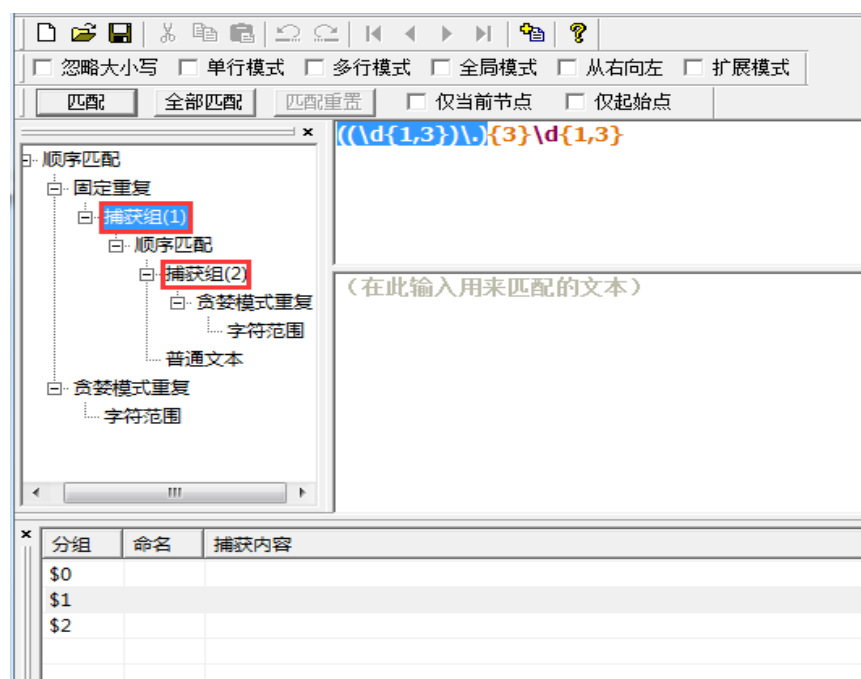 忽略大小写 单行模式 多行模式 全局模式 从右向左 扩展模式
匹配 全部匹配 匹配重置 仅当前节点 仅起始点
((\d{1,3})\.){3}\d{1,3}
顺序匹配
固定重复
捕获组(1)
顺序匹配
捕获组(2)
贪婪模式重复
字符范围
普通文本
贪婪模式重复
字符范围
（在此输入用来匹配的文本）
分组 命名 捕获内容
$0
$1
$2